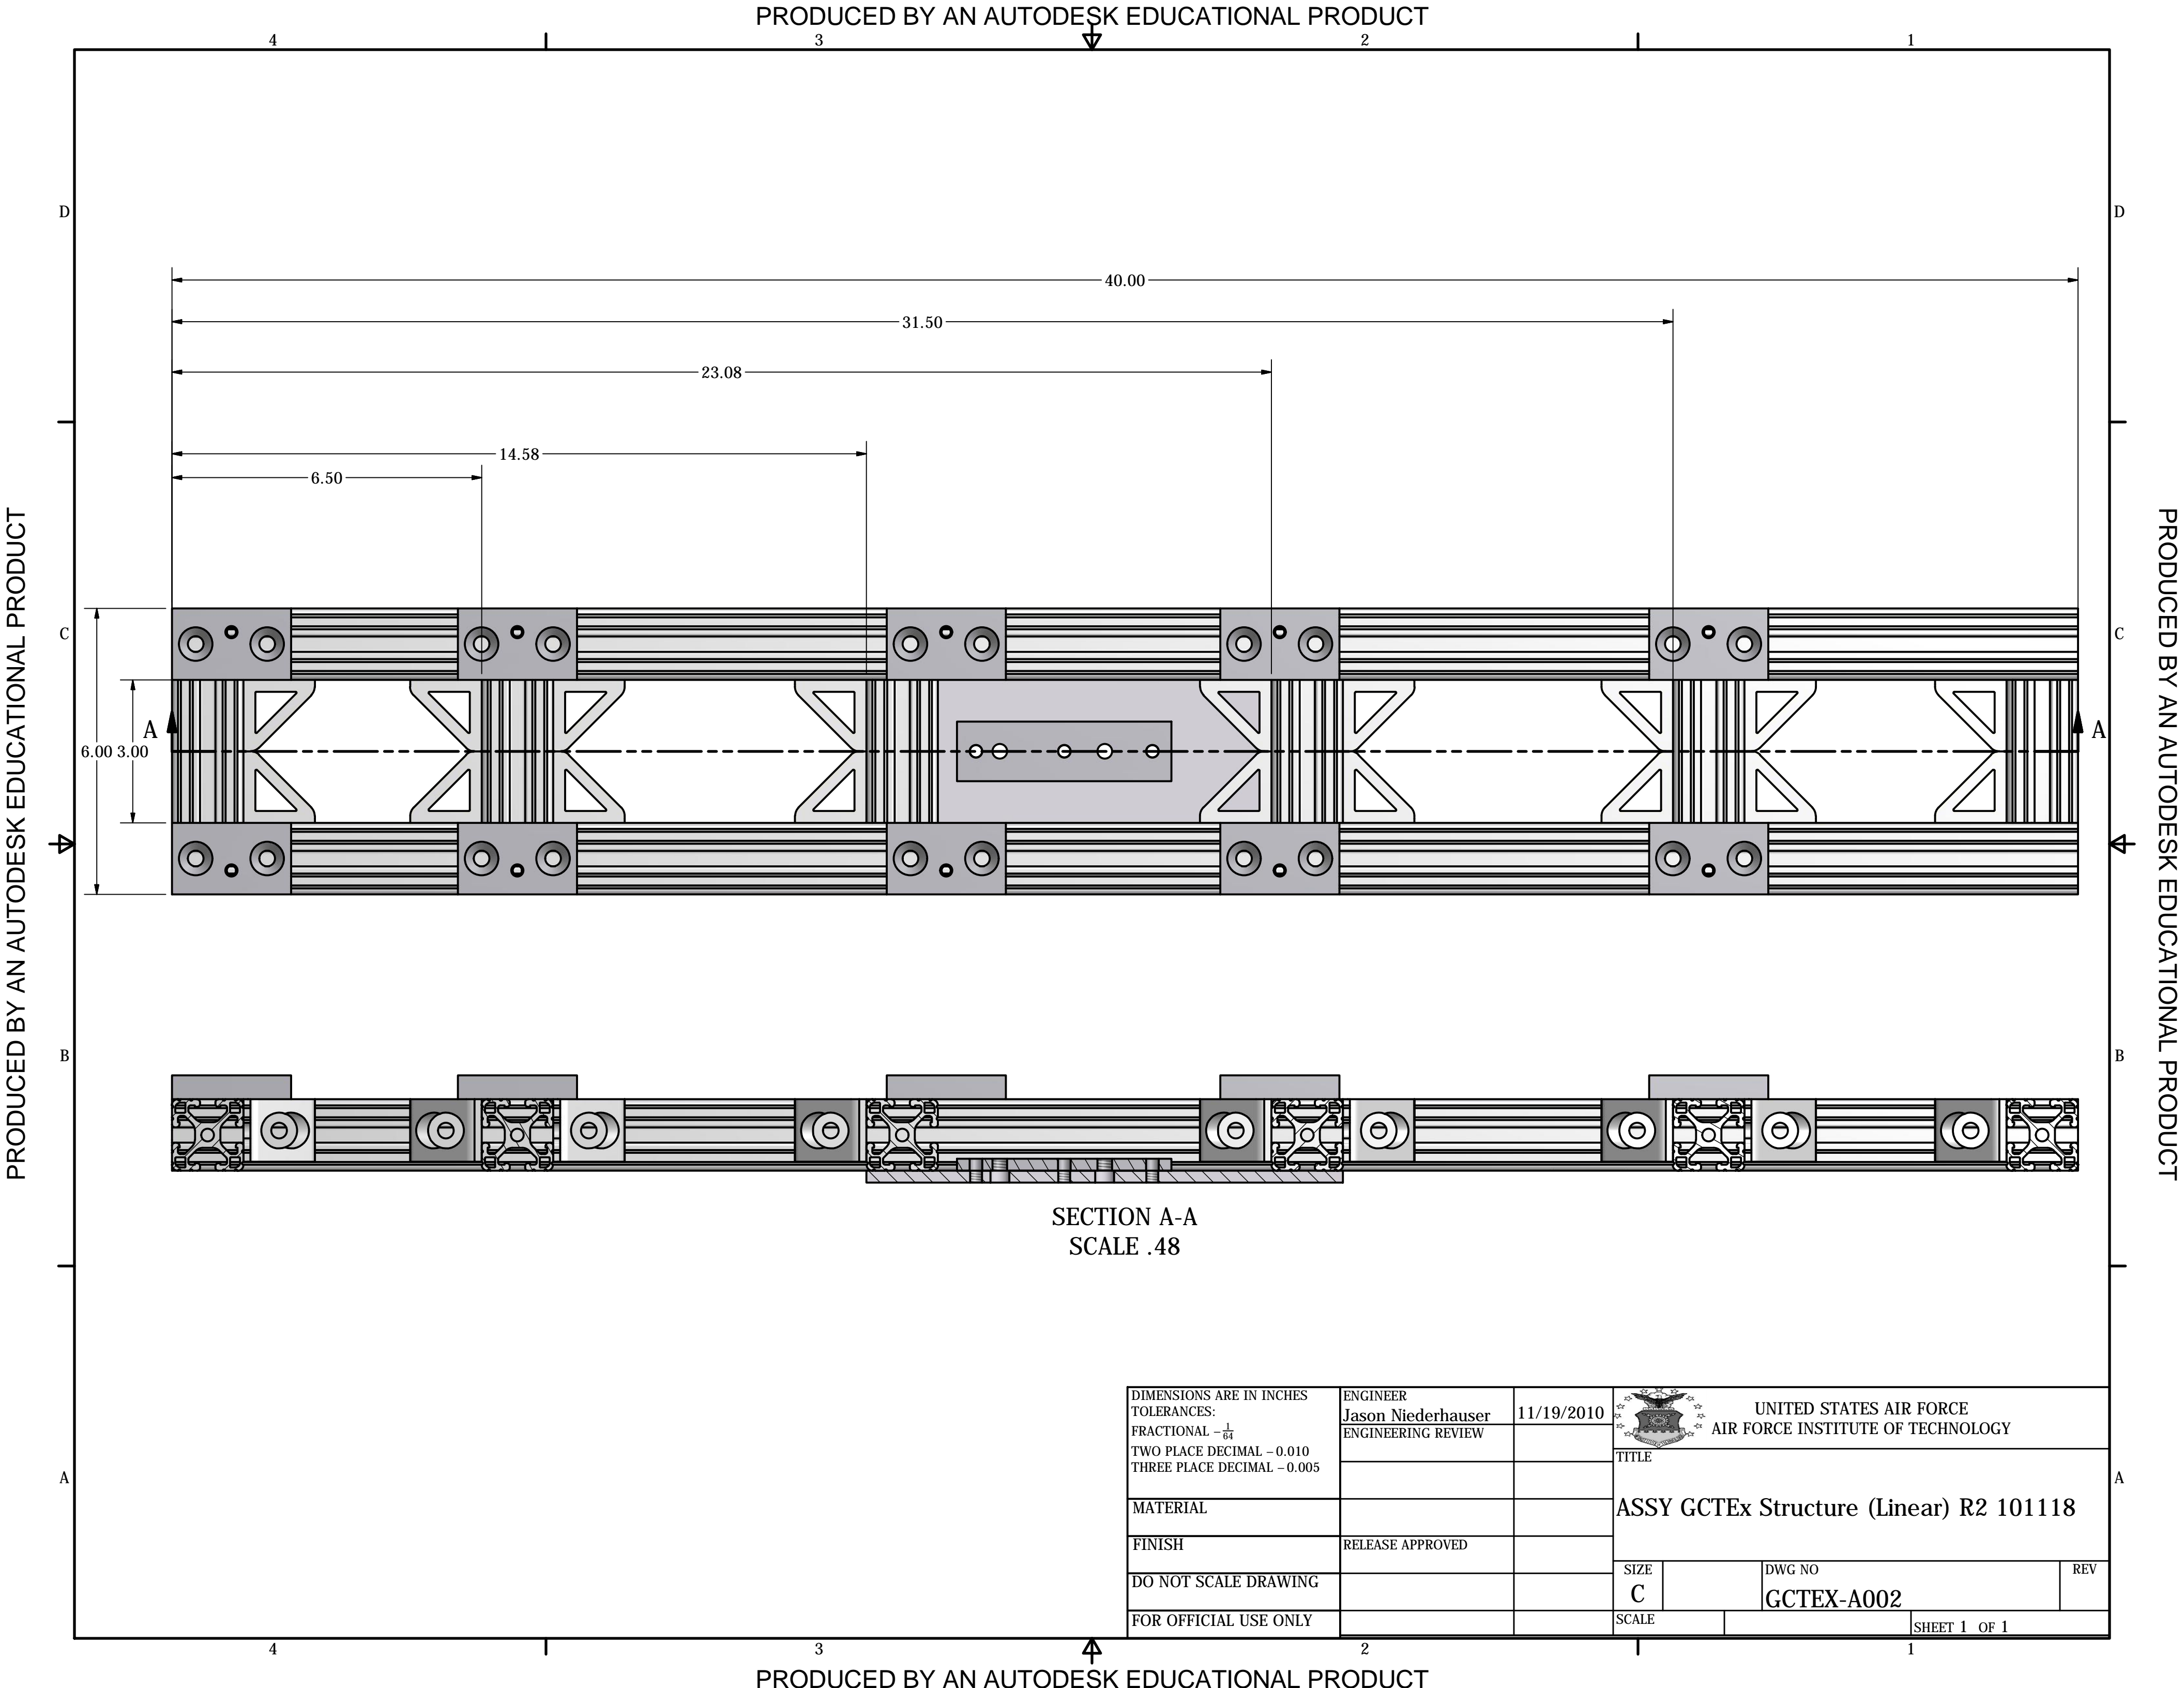 PRODUCED BY AN AUTODESK EDUCATIONAL PRODUCT
4 3 2 1
D D
40.00
31.50
23.08
14.58
6.50
C C
A A
6.00 3.00
PRODUCED BY AN AUTODESK EDUCATIONAL PRODUCT
PRODUCED BY AN AUTODESK EDUCATIONAL PRODUCT
B B
SECTION A-A
SCALE .48
A A
DIMENSIONS ARE IN INCHES
TOLERANCES:
FRACTIONAL –1/64
TWO PLACE DECIMAL –0.010
THREE PLACE DECIMAL –0.005
MATERIAL
FINISH
DO NOT SCALE DRAWING
FOR OFFICIAL USE ONLY
ENGINEER
Jason Niederhauser 11/19/2010
ENGINEERING REVIEW
RELEASE APPROVED
UNITED STATES AIR FORCE
AIR FORCE INSTITUTE OF TECHNOLOGY
TITLE
ASSY GCTEx Structure (Linear) R2 101118
SIZE
C
DWG NO
GCTEX-A002
REV
SCALE
SHEET 1 OF 1
4 3 2 1
PRODUCED BY AN AUTODESK EDUCATIONAL PRODUCT